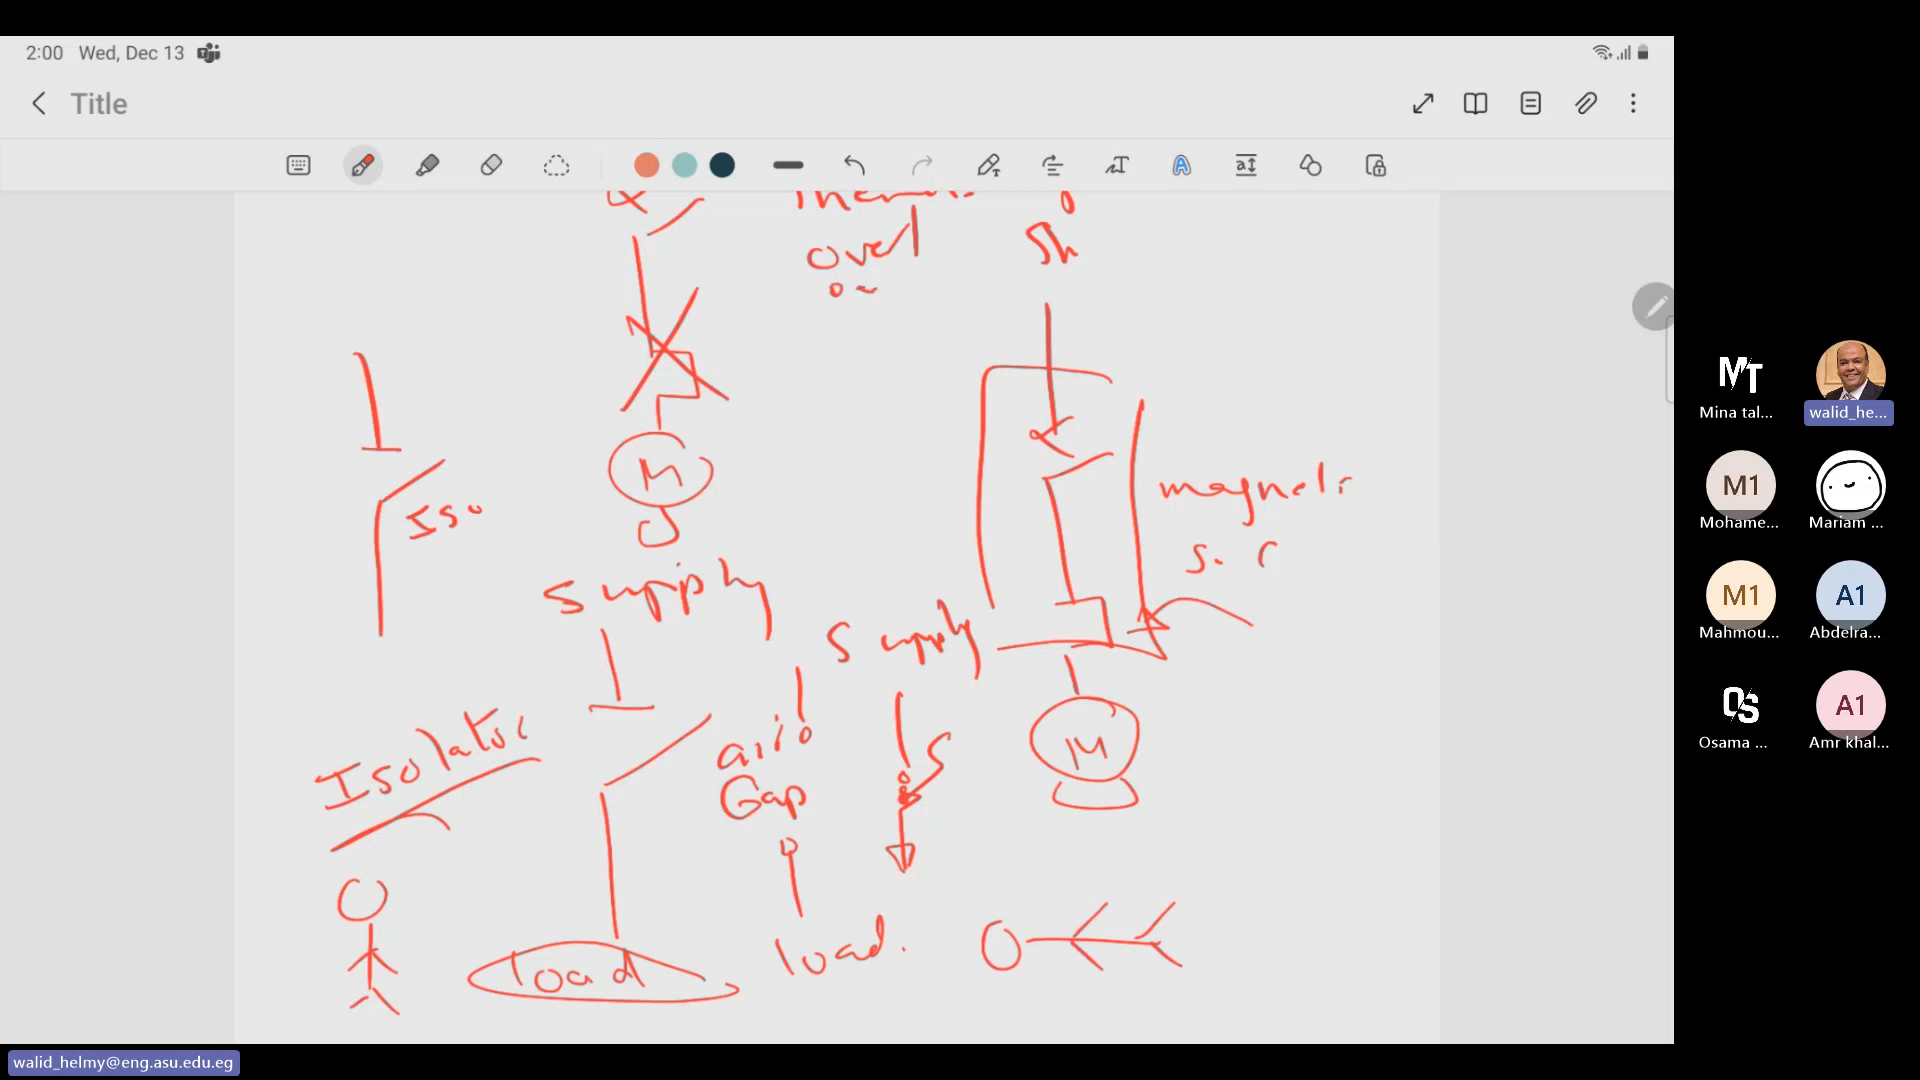 2:00 Wed, Dec 13
Title
over
Sh
M
Iso
magnetic
Supply
S. C
Supply
Isolator
air
Gap
M
load
load.
Mina tal...
walid_he...
M1
Mohame...
Mariam ...
M1
Mahmou...
A1
Abdelra...
Osama ...
A1
Amr khal...
walid_helmy@eng.asu.edu.eg